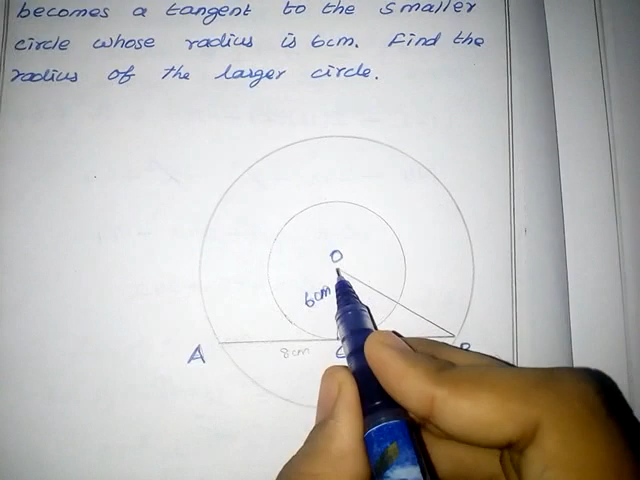 becomes a tangent to the smaller
circle whose radius is 6cm. Find the
radius of the larger circle.
O
6cm
A 8cm C B